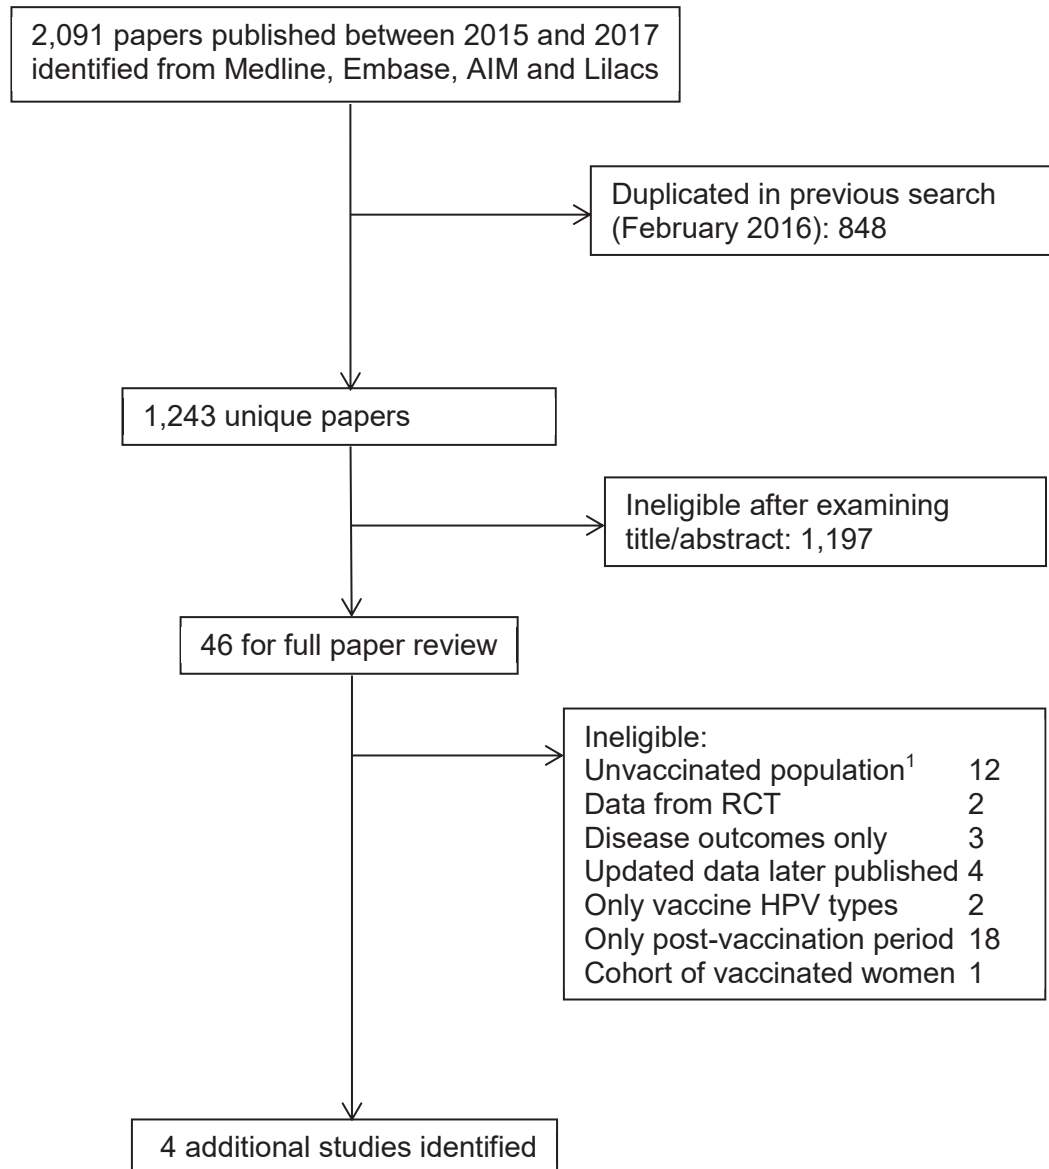 2,091 papers published between 2015 and 2017
identified from Medline, Embase, AIM and Lilacs
Duplicated in previous search
(February 2016): 848
1,243 unique papers
Ineligible after examining
title/abstract: 1,197
46 for full paper review
Ineligible:
Unvaccinated population¹ 12
Data from RCT 2
Disease outcomes only 3
Updated data later published 4
Only vaccine HPV types 2
Only post-vaccination period 18
Cohort of vaccinated women 1
4 additional studies identified